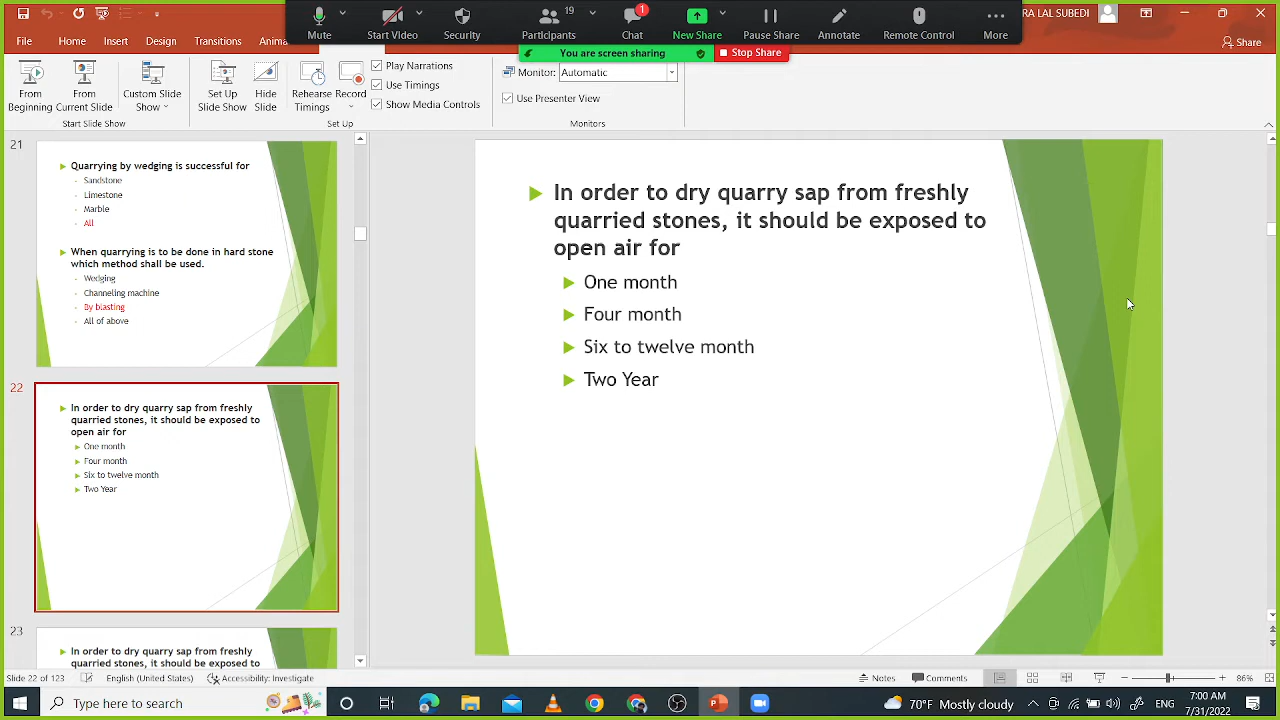 Mute
Start Video
Security
19
Participants
1
Chat
New Share
Pause Share
Annotate
Remote Control
More
RA LAL SUBEDI
You are screen sharing
Stop Share
File
Home
Insert
Design
Transitions
Anima
Share
From Beginning
From Current Slide
Custom Slide Show
Set Up Slide Show
Hide Slide
Rehearse Timings
Record
Play Narrations
Use Timings
Show Media Controls
Monitor: Automatic
Use Presenter View
Start Slide Show
Set Up
Monitors
21
Quarrying by wedging is successful for
- Sandstone
- Limestone
- Marble
- All
When quarrying is to be done in hard stone
which method shall be used.
- Wedging
- Channeling machine
- By blasting
- All of above
22
In order to dry quarry sap from freshly
quarried stones, it should be exposed to
open air for
One month
Four month
Six to twelve month
Two Year
23
In order to dry quarry sap from freshly
quarried stones, it should be exposed to
In order to dry quarry sap from freshly
quarried stones, it should be exposed to
open air for
One month
Four month
Six to twelve month
Two Year
Slide 22 of 123
English (United States)
Accessibility: Investigate
Notes
Comments
86%
Type here to search
70°F Mostly cloudy
ENG
7:00 AM
7/31/2022